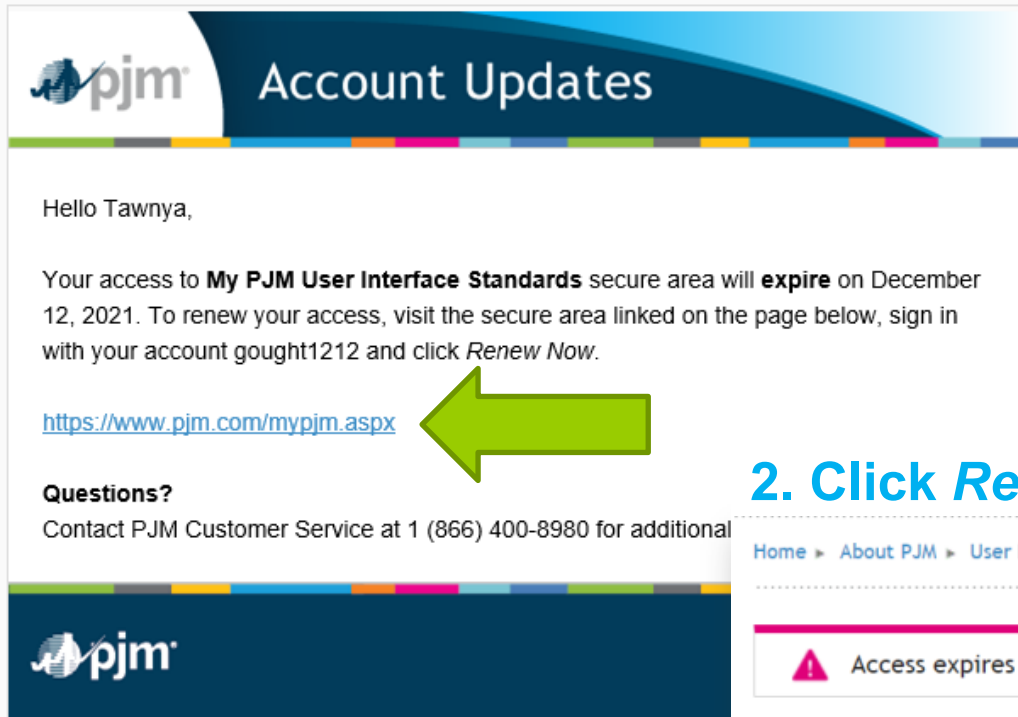 pjm
Account Updates
Hello Tawnya,
Your access to My PJM User Interface Standards secure area will expire on December
12, 2021. To renew your access, visit the secure area linked on the page below, sign in
with your account gought1212 and click Renew Now.
https://www.pjm.com/mypjm.aspx
Questions?
Contact PJM Customer Service at 1 (866) 400-8980 for additional
2. Click Re
Home ▸ About PJM ▸ User
Access expires
pjm